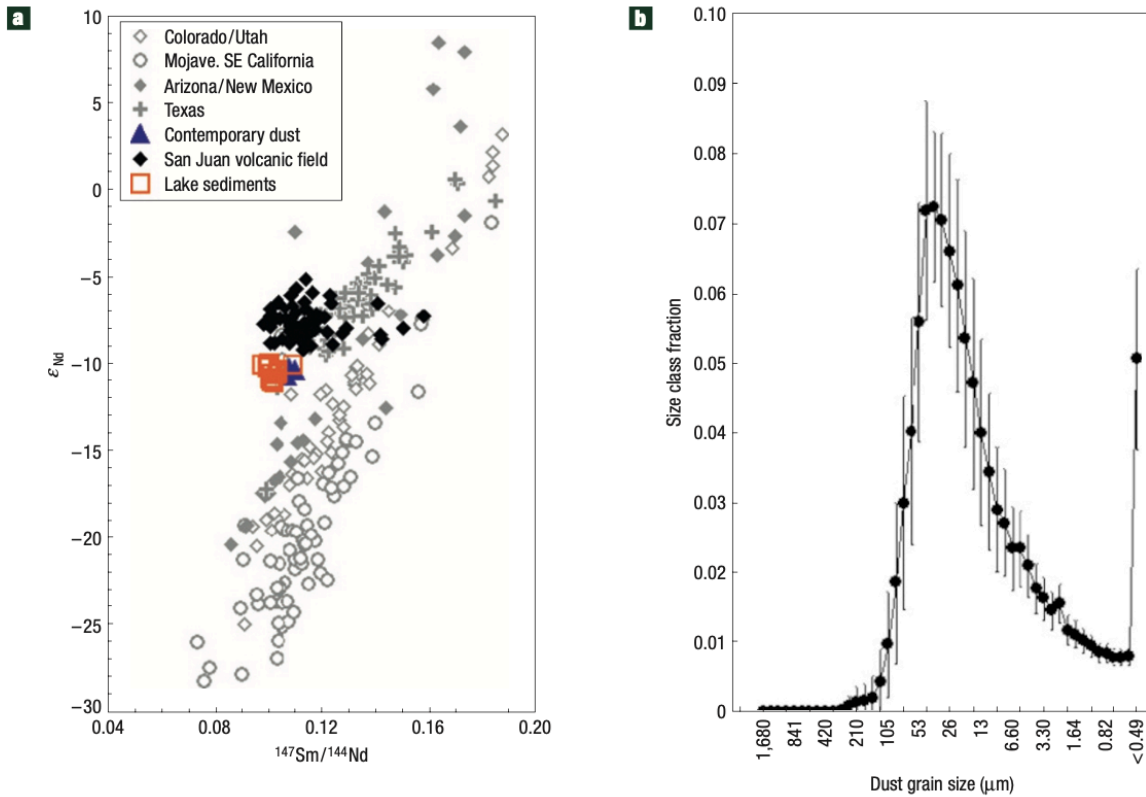 a
10
5
0
−5
−10
−15
−20
−25
−30
εNd
0.04
0.08
0.12
0.16
0.20
147Sm/144Nd
Colorado/Utah
Mojave. SE California
Arizona/New Mexico
Texas
Contemporary dust
San Juan volcanic field
Lake sediments
b
0.10
0.09
0.08
0.07
0.06
0.05
0.04
0.03
0.02
0.01
0
Size class fraction
1,680
841
420
210
105
53
26
13
6.60
3.30
1.64
0.82
<0.49
Dust grain size (μm)